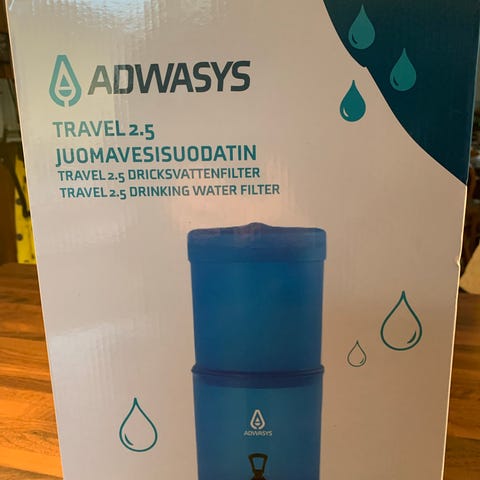 ADWASYS
TRAVEL 2.5
JUOMAVESISUODATIN
TRAVEL 2.5 DRICKSVATTENFILTER
TRAVEL 2.5 DRINKING WATER FILTER
ADWASYS